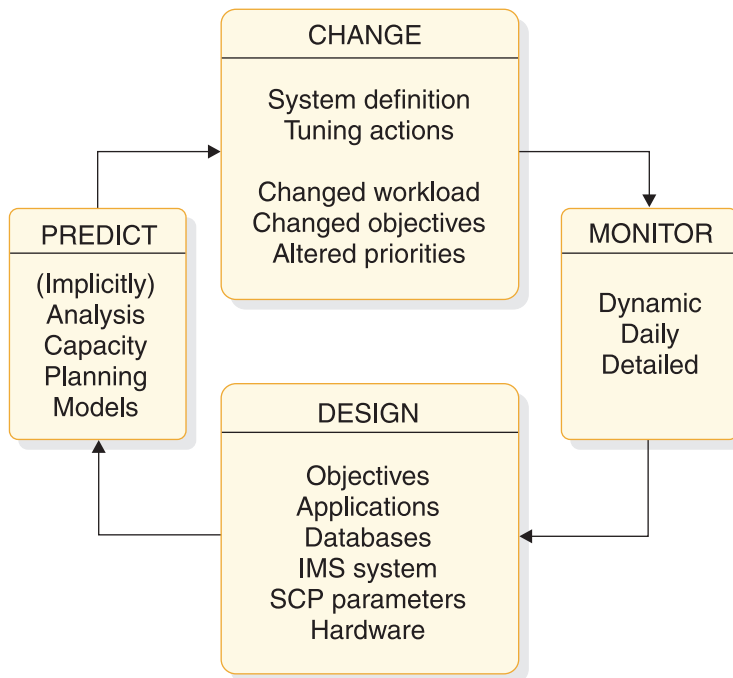 CHANGE
System definition
Tuning actions
Changed workload
Changed objectives
Altered priorities
PREDICT
(Implicitly)
Analysis
Capacity
Planning
Models
MONITOR
Dynamic
Daily
Detailed
DESIGN
Objectives
Applications
Databases
IMS system
SCP parameters
Hardware